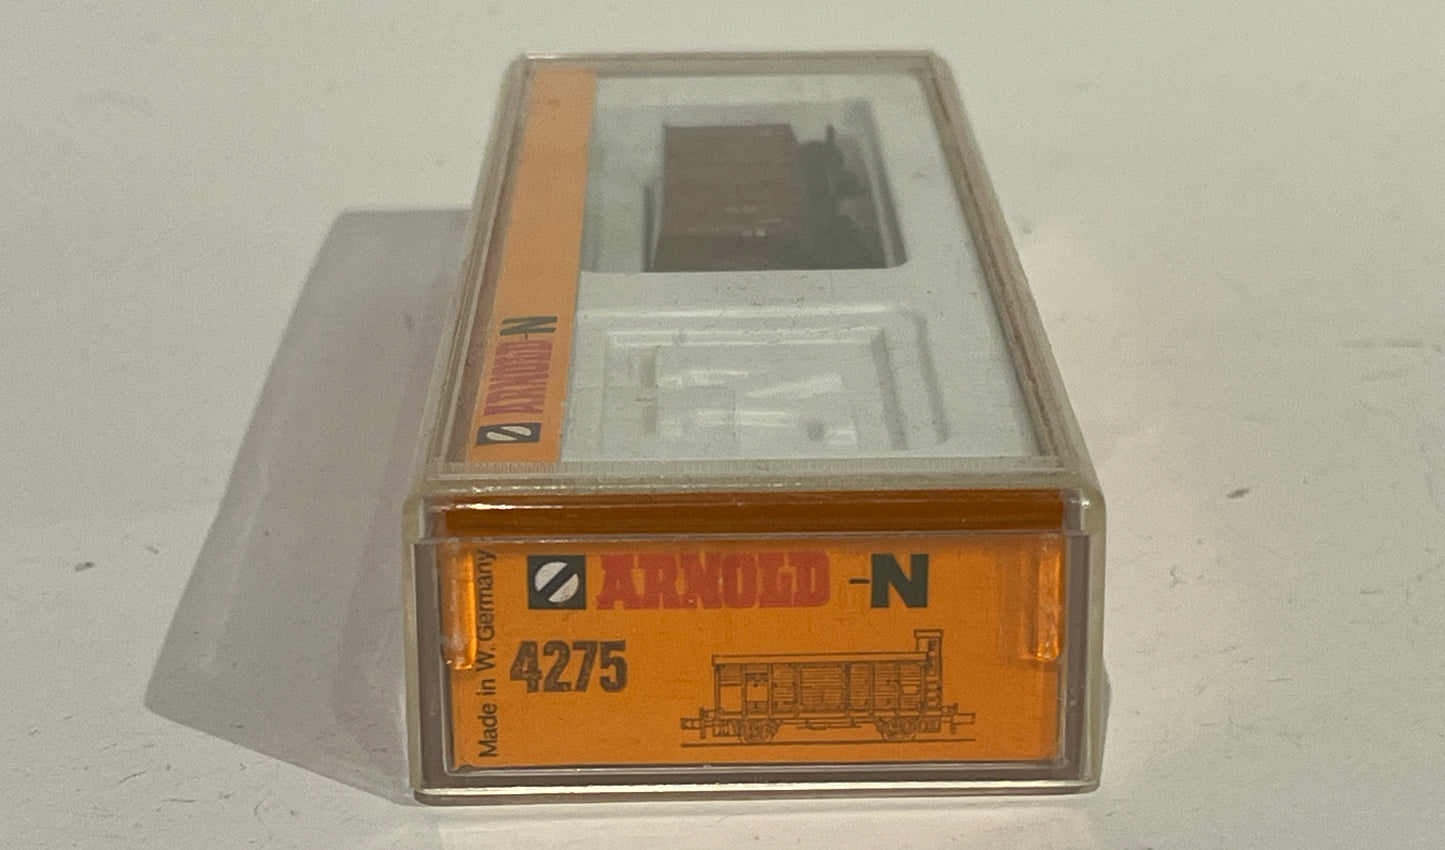 ARNOLD-N
ARNOLD -N
4275
Made in W. Germany